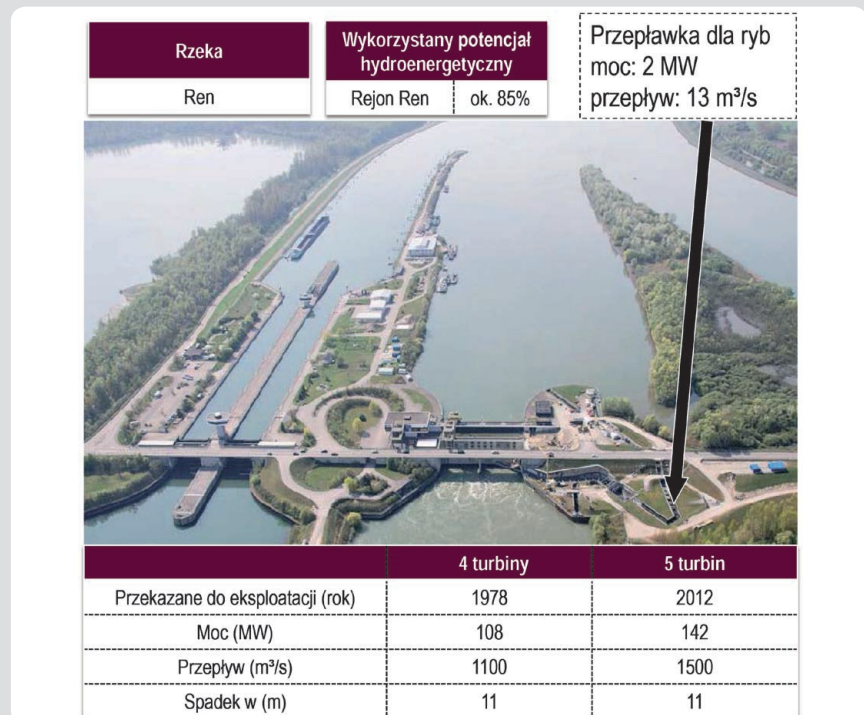 Rzeka
Ren
Wykorzystany potencjał
hydroenergetyczny
Rejon Ren ok. 85%
Przepławka dla ryb
moc: 2 MW
przepływ: 13 m³/s
4 turbiny 5 turbin
Przekazane do eksploatacji (rok) 1978 2012
Moc (MW) 108 142
Przepływ (m³/s) 1100 1500
Spadek w (m) 11 11